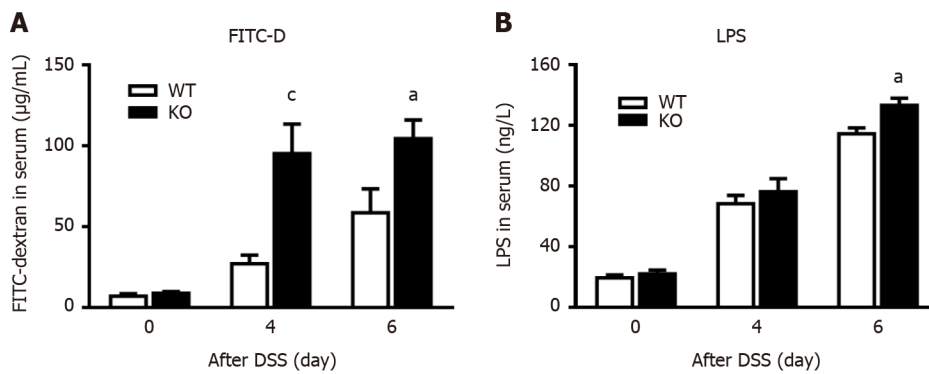 A
FITC-D
FITC-dextran in serum (µg/mL)
150
100
50
0
WT
KO
c
a
0 4 6
After DSS (day)
B
LPS
LPS in serum (ng/L)
160
120
80
40
0
WT
KO
a
0 4 6
After DSS (day)